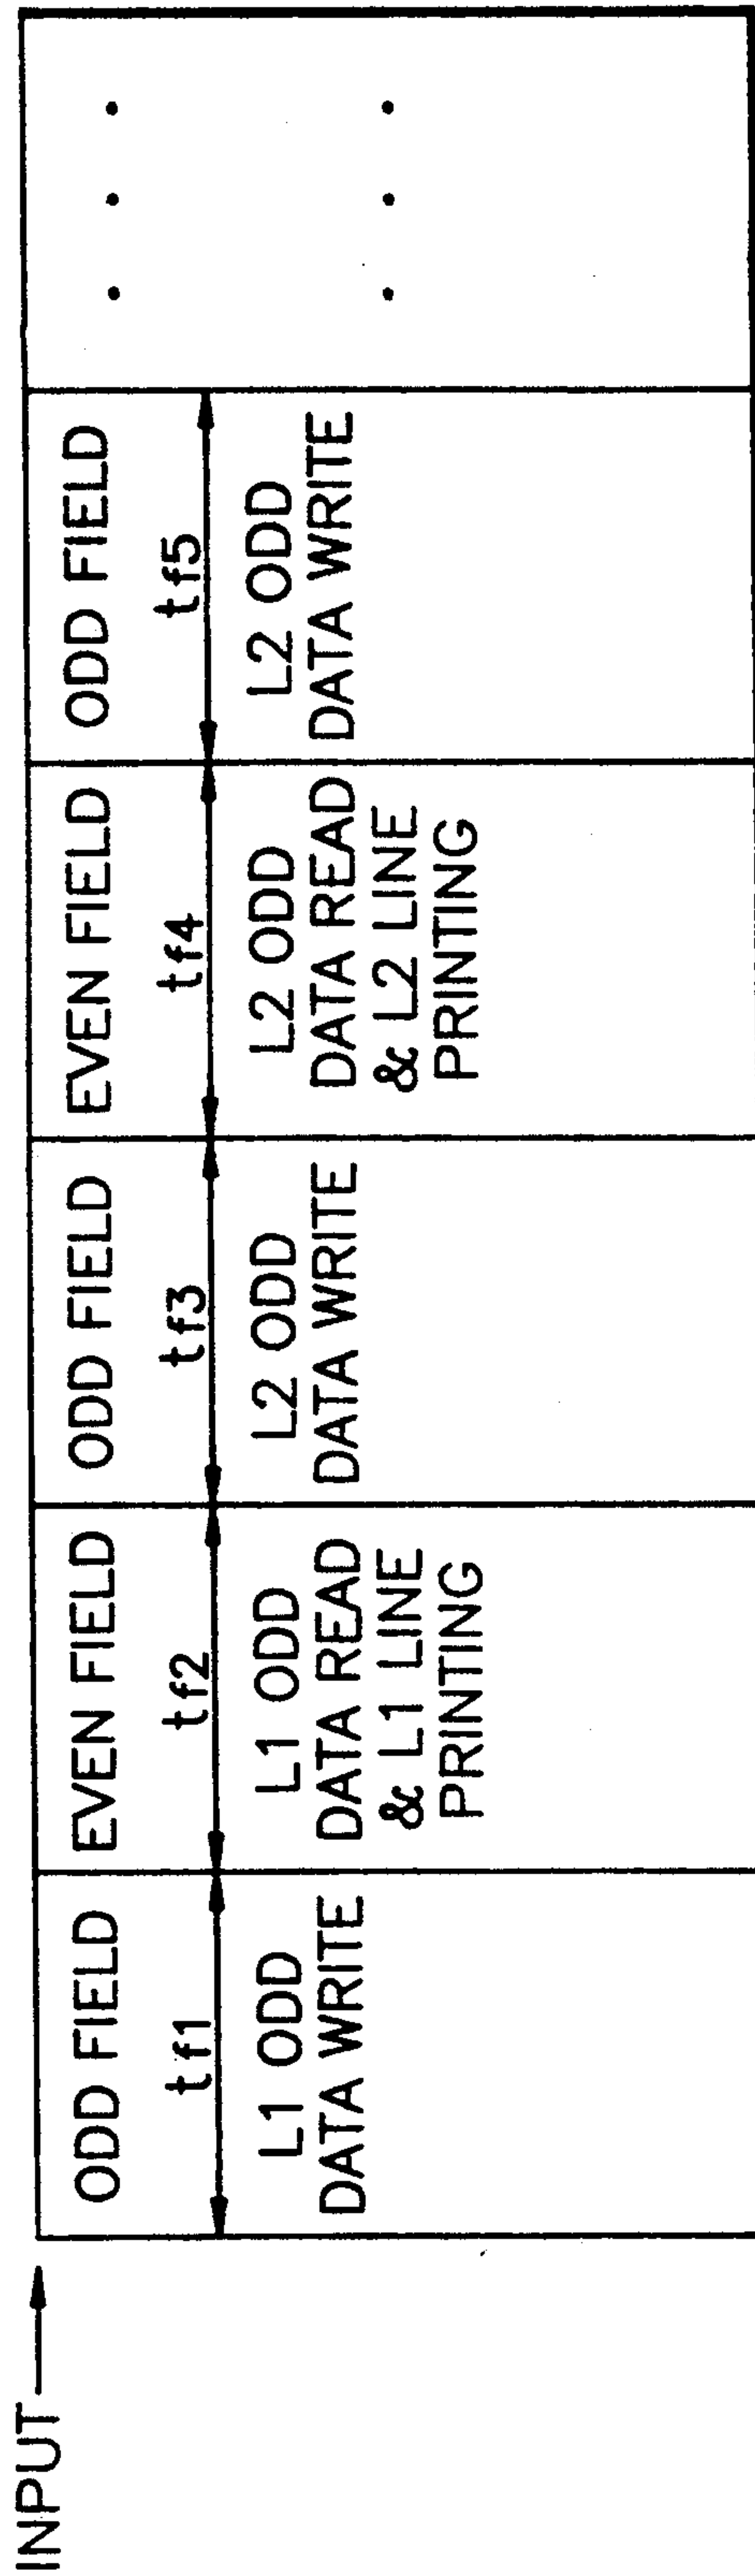 INPUT
ODD FIELD
tf1
L1 ODD
DATA WRITE
EVEN FIELD
tf2
L1 ODD
DATA READ
& L1 LINE
PRINTING
ODD FIELD
tf3
L2 ODD
DATA WRITE
EVEN FIELD
tf4
L2 ODD
DATA READ
& L2 LINE
PRINTING
ODD FIELD
tf5
L2 ODD
DATA WRITE